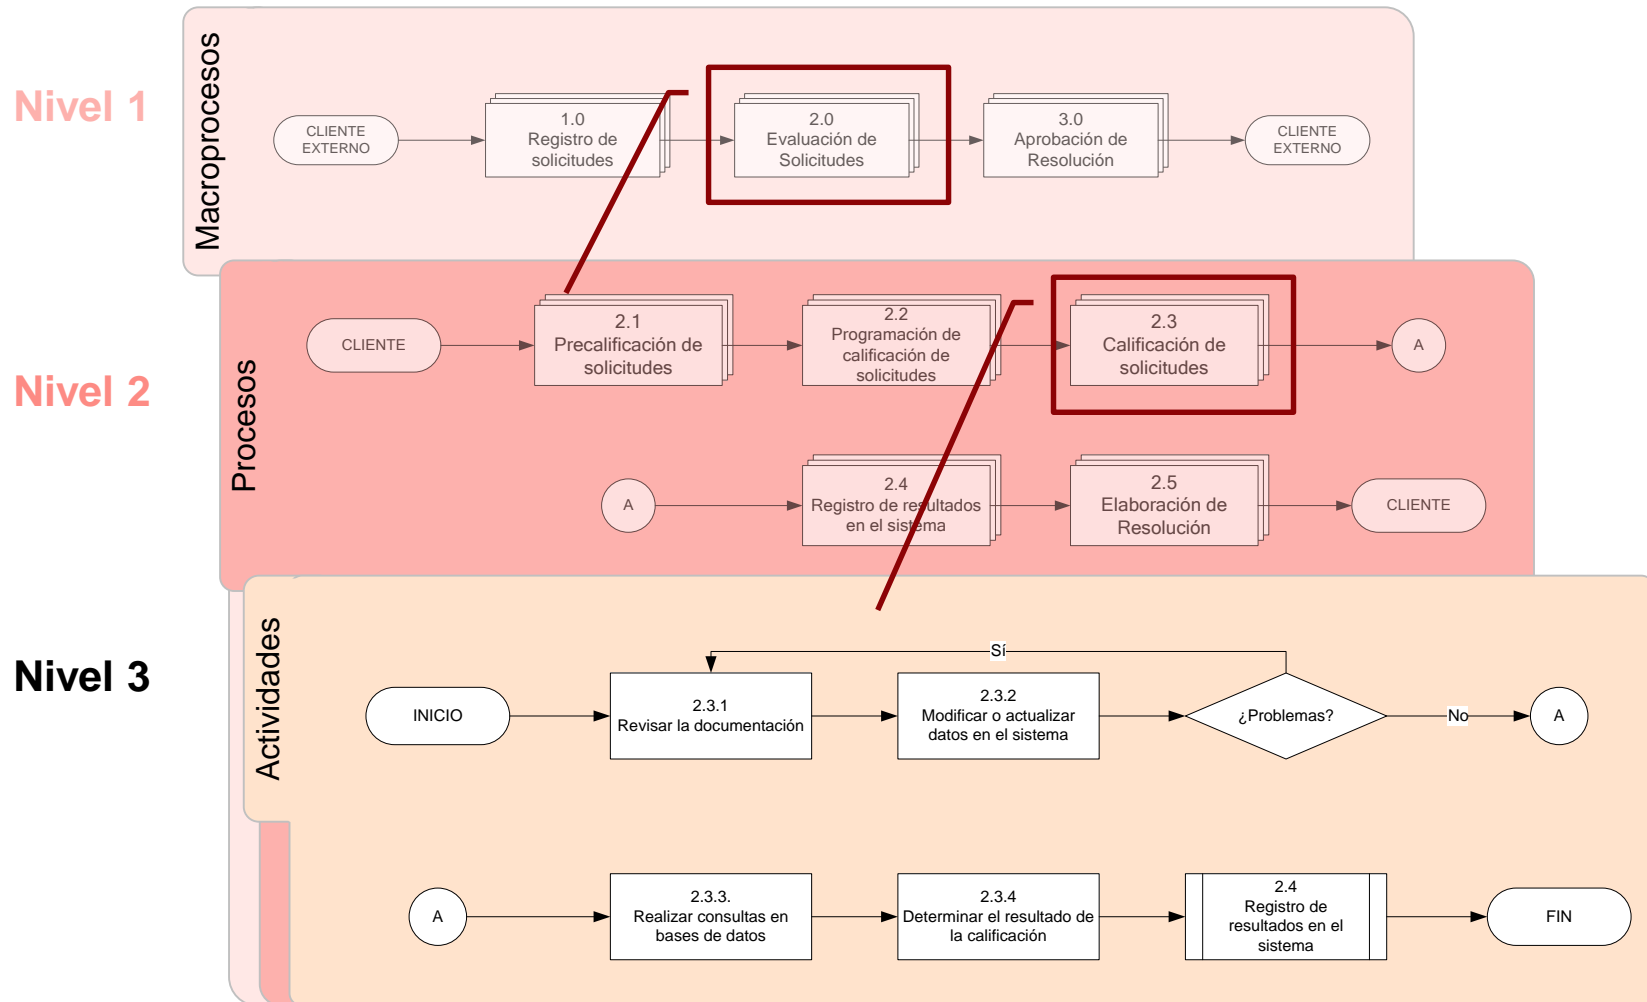 Nivel 1
Macroprocesos
CLIENTE
EXTERNO
1.0
Registro de
solicitudes
2.0
Evaluación de
Solicitudes
3.0
Aprobación de
Resolución
CLIENTE
EXTERNO
Nivel 2
Procesos
CLIENTE
2.1
Precalificación de
solicitudes
2.2
Programación de
calificación de
solicitudes
2.3
Calificación de
solicitudes
A
A
2.4
Registro de resultados
en el sistema
2.5
Elaboración de
Resolución
CLIENTE
Nivel 3
Actividades
Sí
INICIO
2.3.1
Revisar la documentación
2.3.2
Modificar o actualizar
datos en el sistema
¿Problemas?
No
A
A
2.3.3.
Realizar consultas en
bases de datos
2.3.4
Determinar el resultado de
la calificación
2.4
Registro de
resultados en el
sistema
FIN